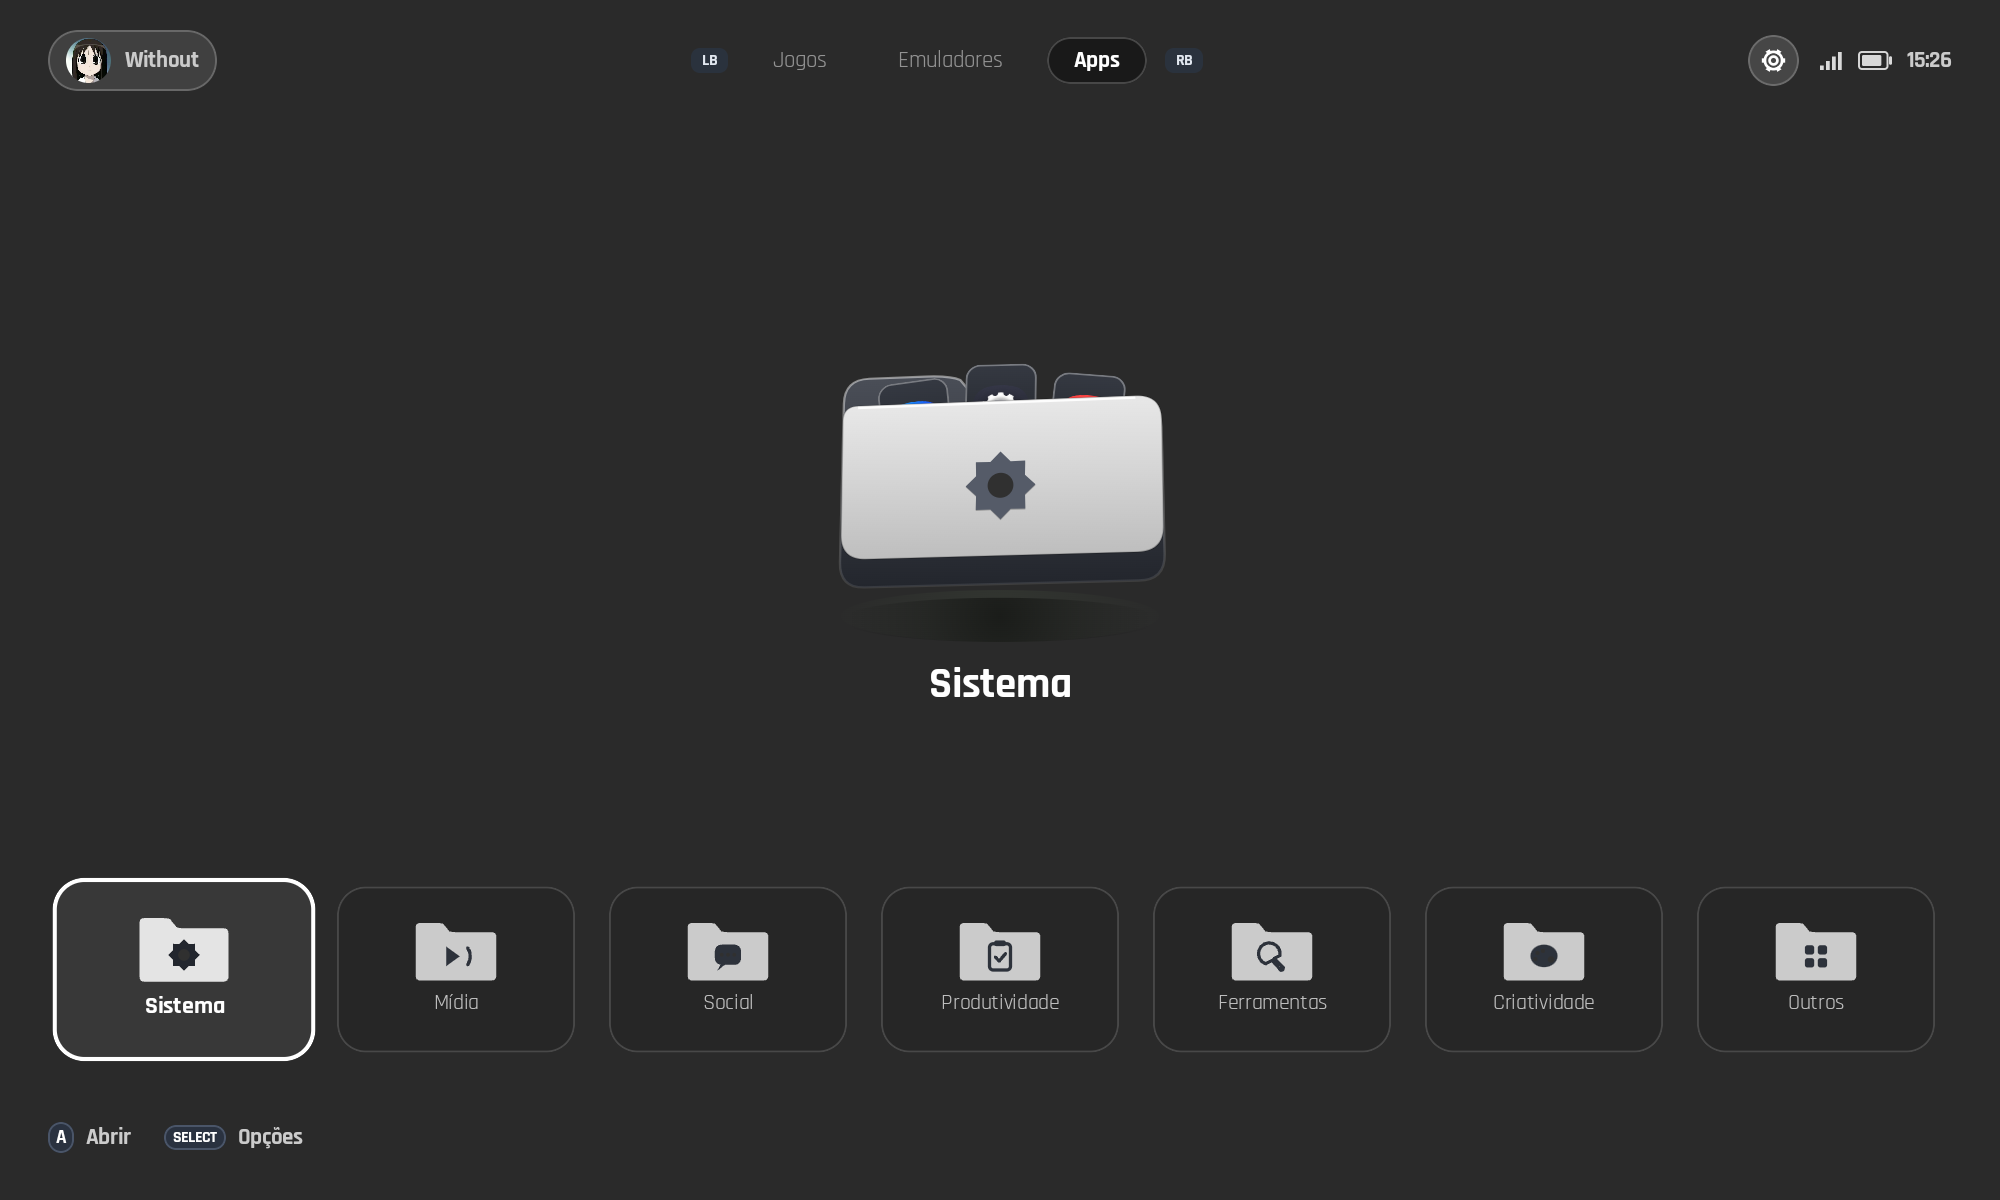 Without
LB Jogos Emuladores Apps RB
15:26
Sistema
Sistema
Mídia
Social
Produtividade
Ferramentas
Criatividade
Outros
A Abrir SELECT Opções